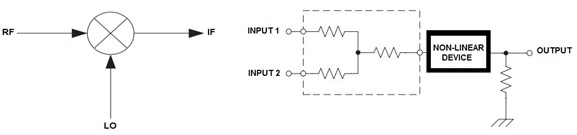 RF
IF
LO
INPUT 1
INPUT 2
NON-LINEAR
DEVICE
OUTPUT